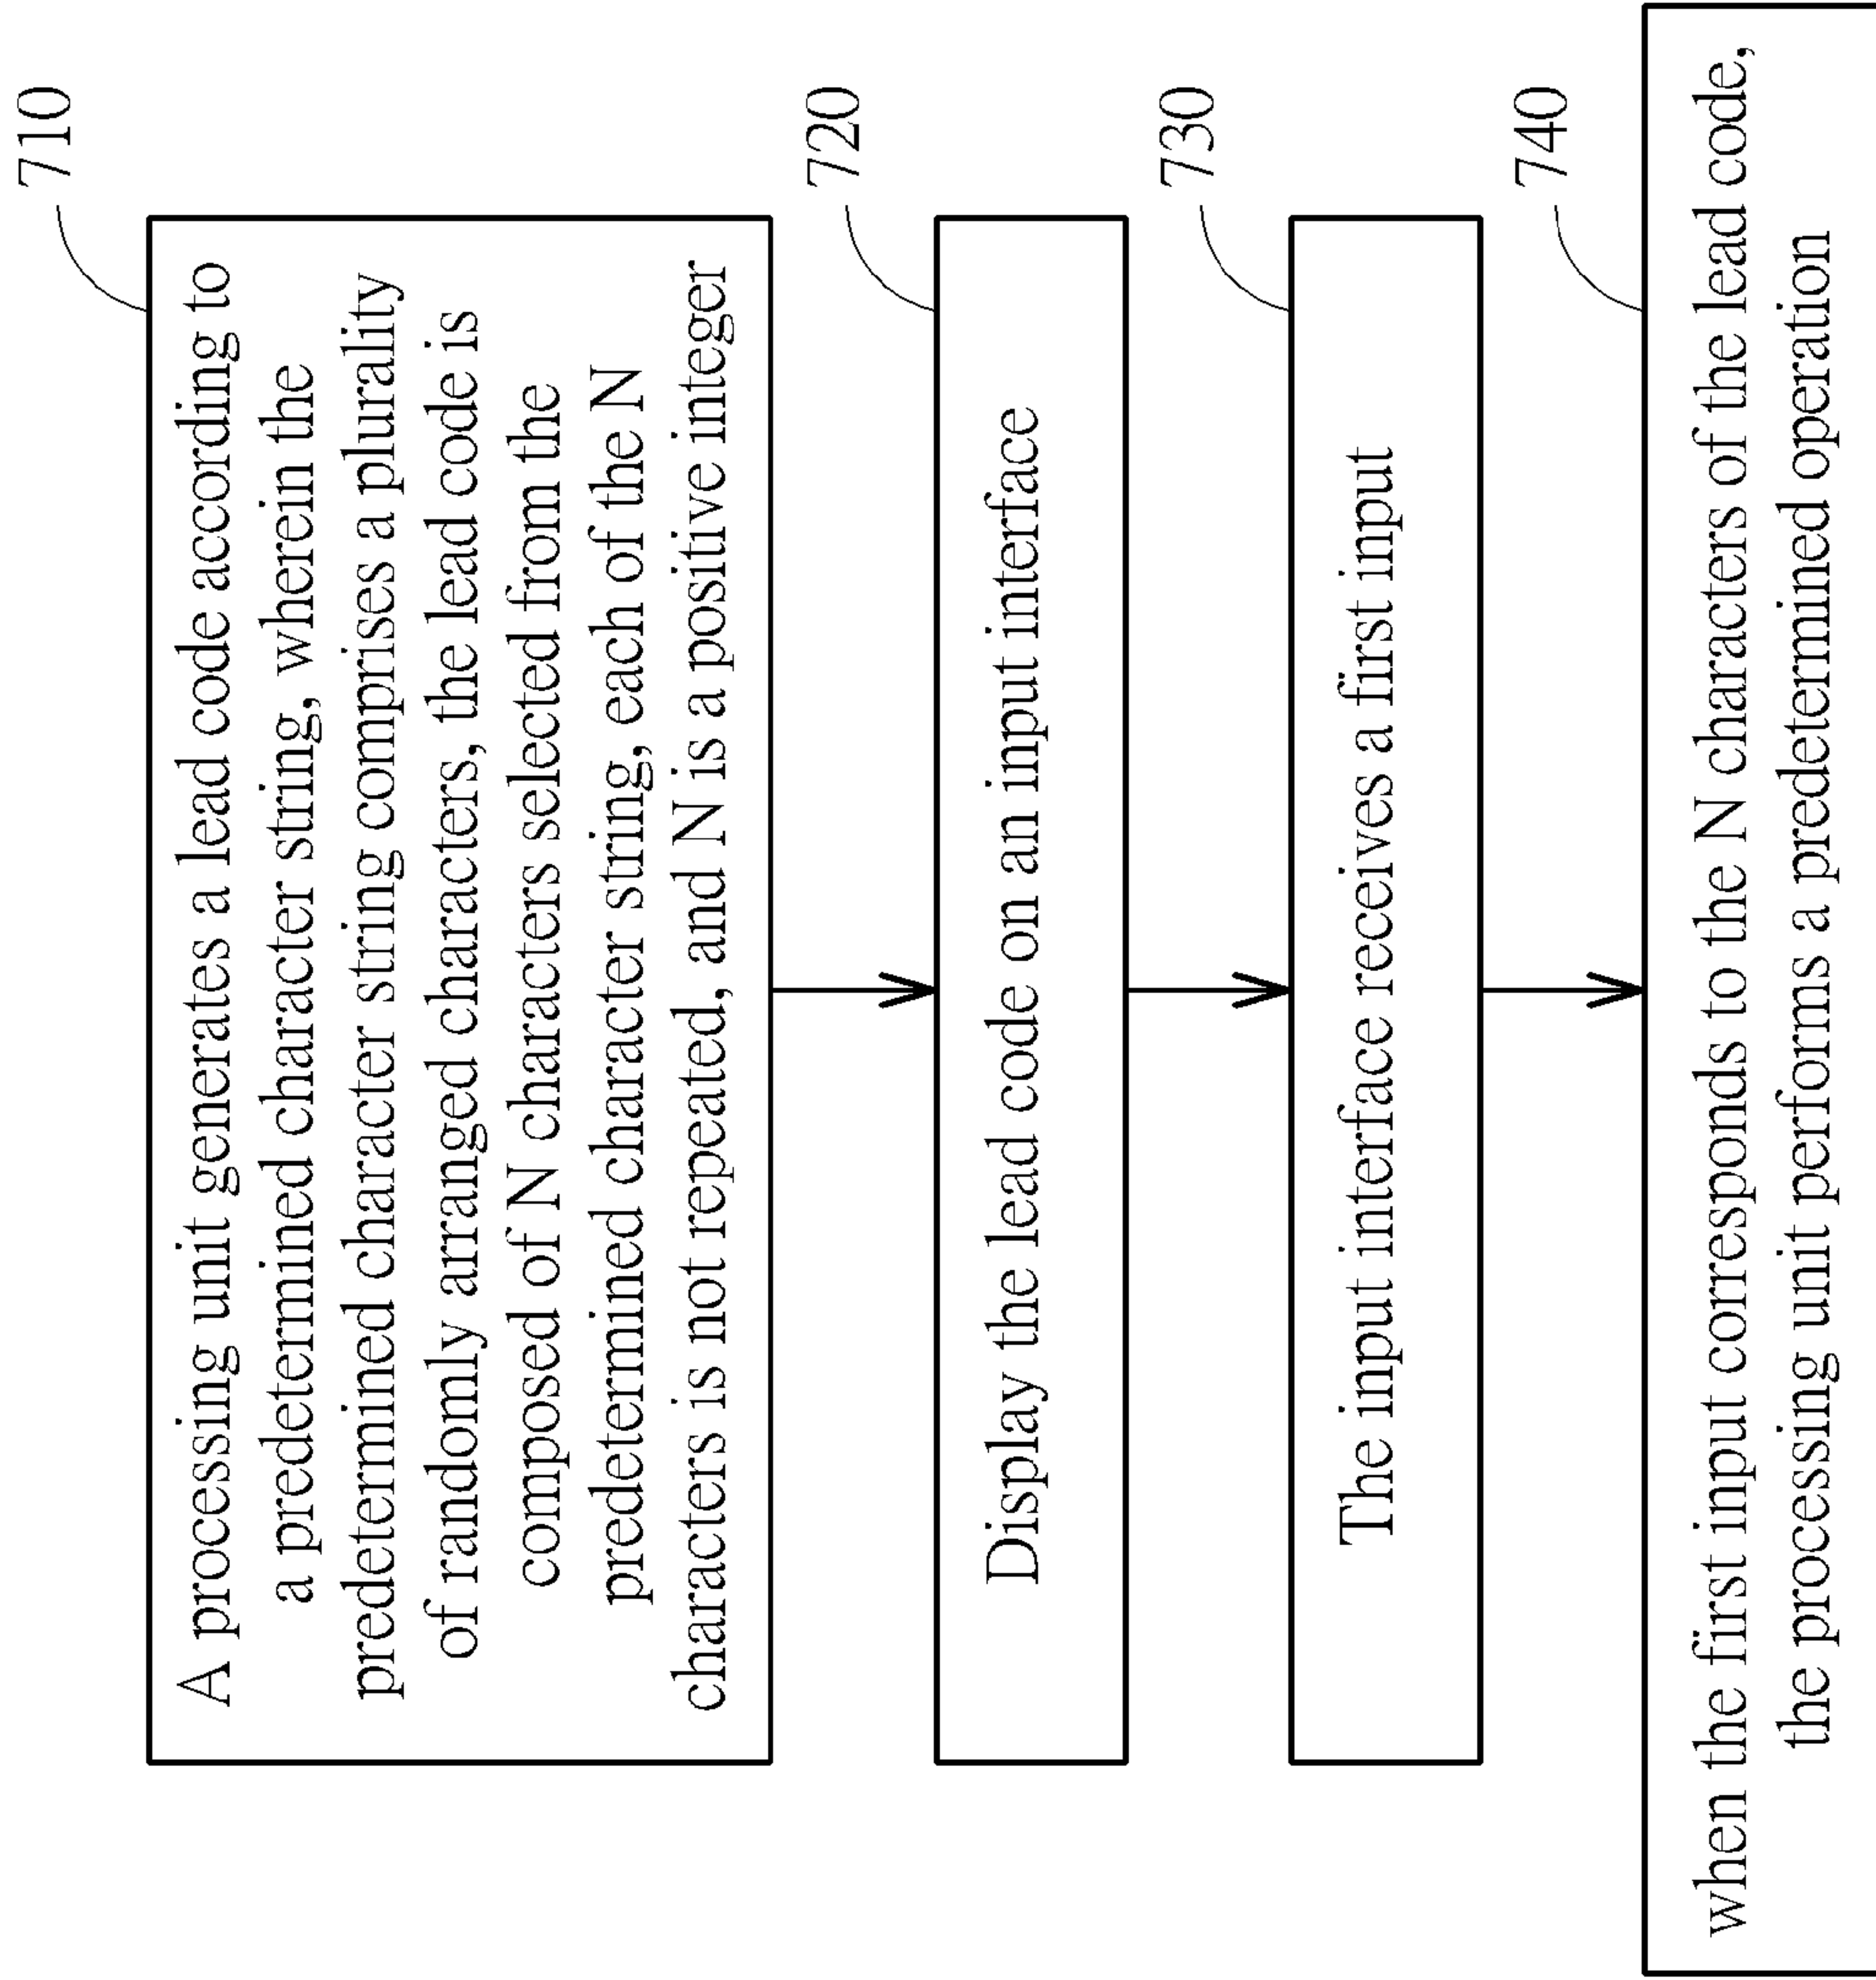 710
A processing unit generates a lead code according to
a predetermined character string, wherein the
predetermined character string comprises a plurality
of randomly arranged characters, the lead code is
composed of N characters selected from the
predetermined character string, each of the N
characters is not repeated, and N is a positive integer
720
Display the lead code on an input interface
730
The input interface receives a first input
740
when the first input corresponds to the N characters of the lead code,
the processing unit performs a predetermined operation